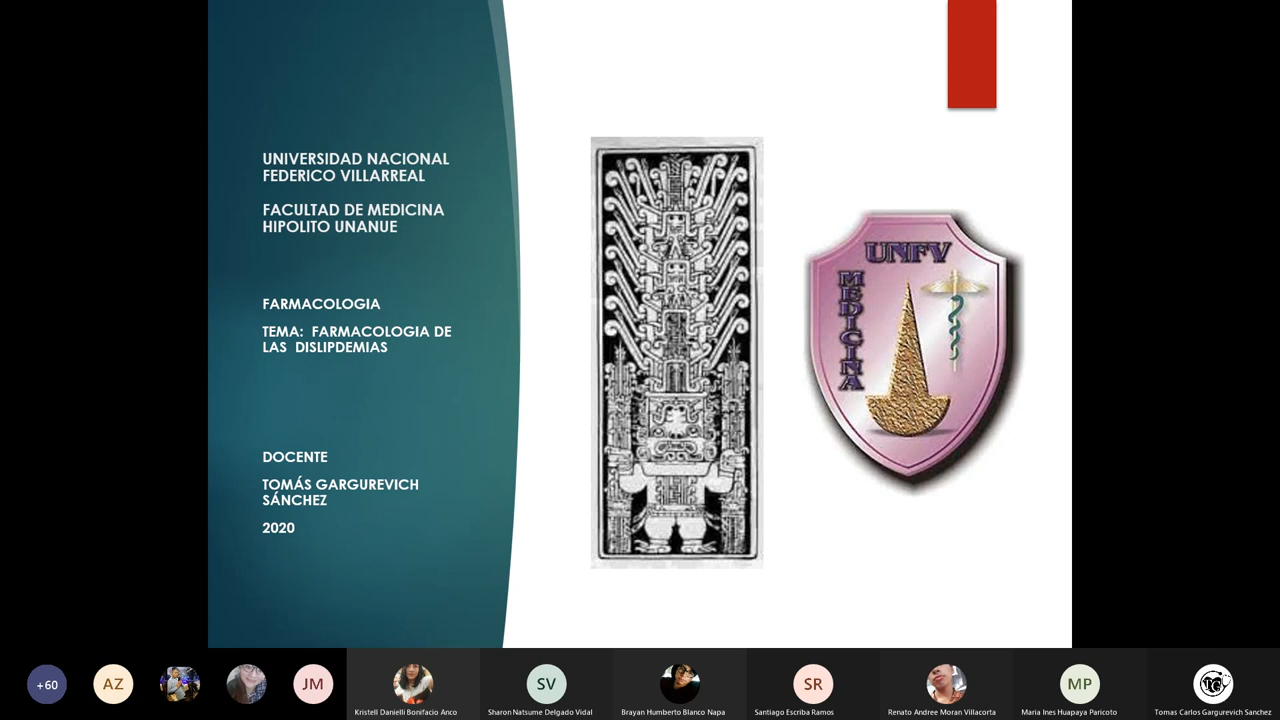 UNIVERSIDAD NACIONAL
FEDERICO VILLARREAL
FACULTAD DE MEDICINA
HIPOLITO UNANUE
FARMACOLOGIA
TEMA:  FARMACOLOGIA DE
LAS  DISLIPDEMIAS
DOCENTE
TOMÁS GARGUREVICH
SÁNCHEZ
2020
UNFV
MEDICINA
+60
AZ
JM
Kristell Danielli Bonifacio Anco
SV
Sharon Natsume Delgado Vidal
Brayan Humberto Blanco Napa
SR
Santiago Escriba Ramos
Renato Andree Moran Villacorta
MP
Maria Ines Huapaya Paricoto
Tomas Carlos Gargurevich Sanchez